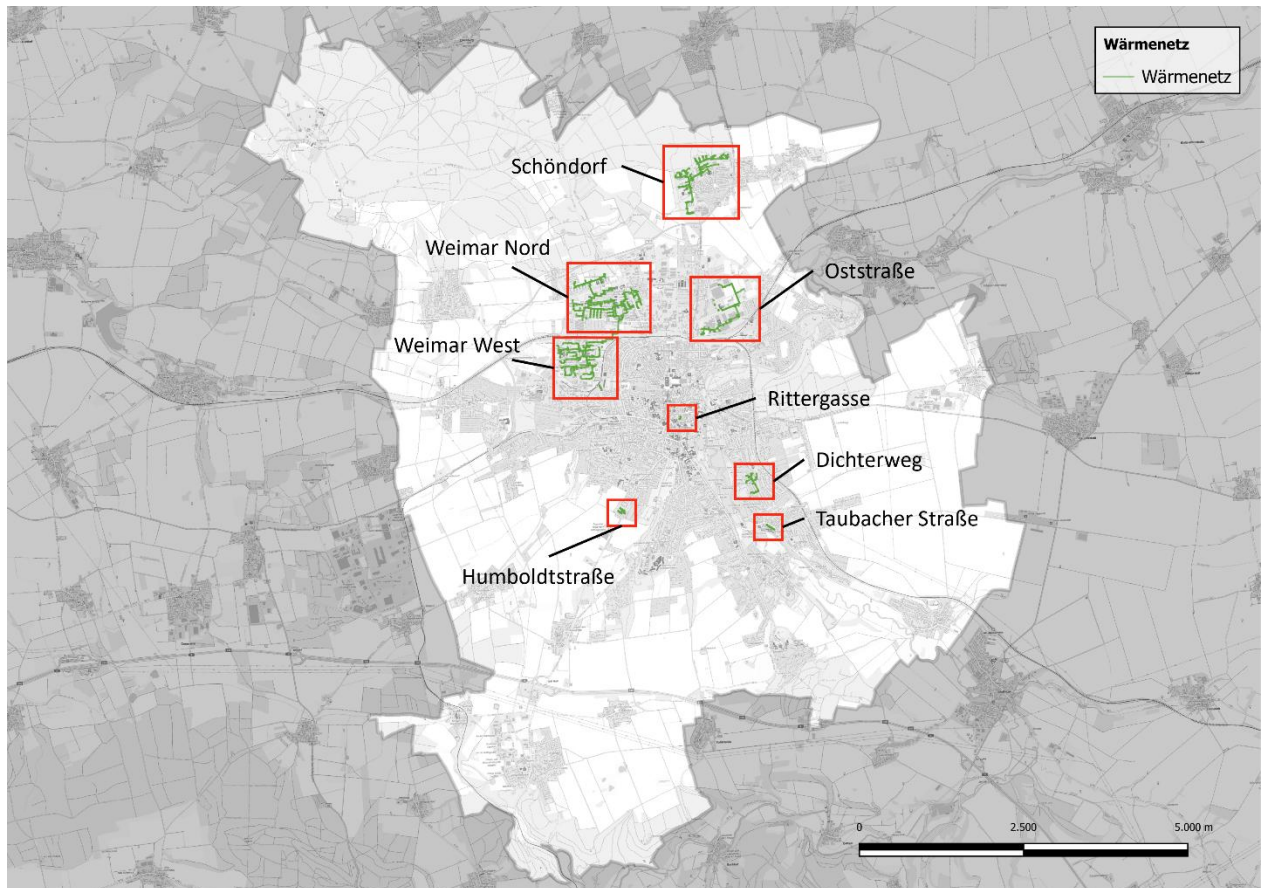 Wärmenetz
Wärmenetz
Schöndorf
Weimar Nord
Oststraße
Weimar West
Rittergasse
Dichterweg
Taubacher Straße
Humboldtstraße
0 2.500 5.000 m